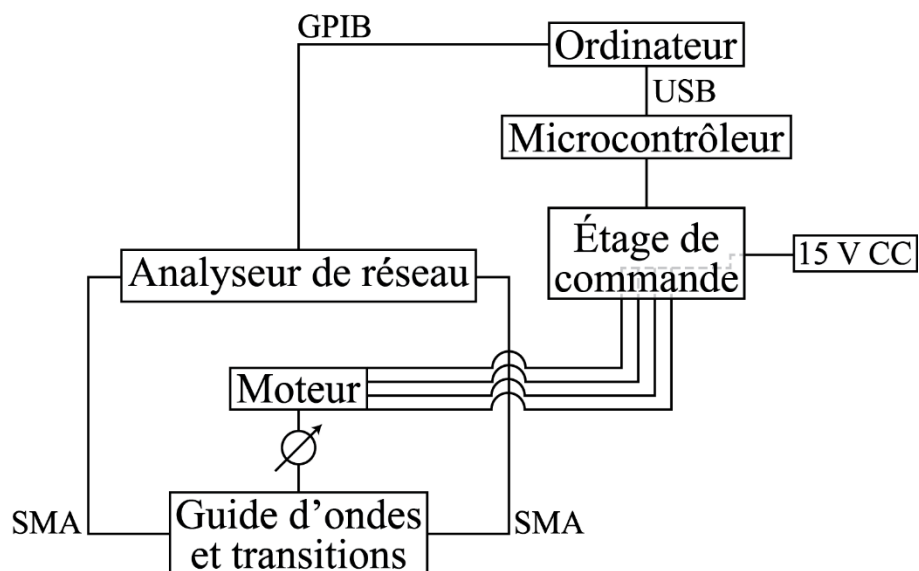 GPIB
Ordinateur
USB
Microcontrôleur
Étage de
commande
15 V CC
Analyseur de réseau
Moteur
SMA
Guide d’ondes
et transitions
SMA